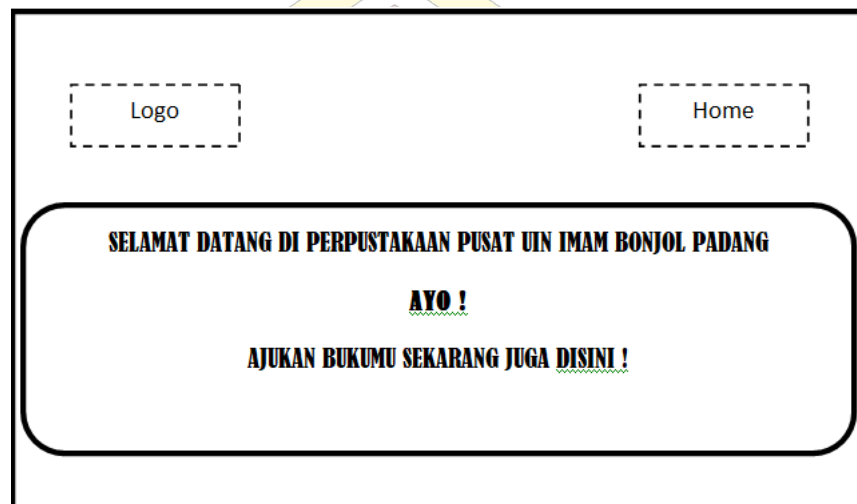 Logo
Home
SELAMAT DATANG DI PERPUSTAKAAN PUSAT UIN IMAM BONJOL PADANG
AYO !
AJUKAN BUKUMU SEKARANG JUGA DISINI !